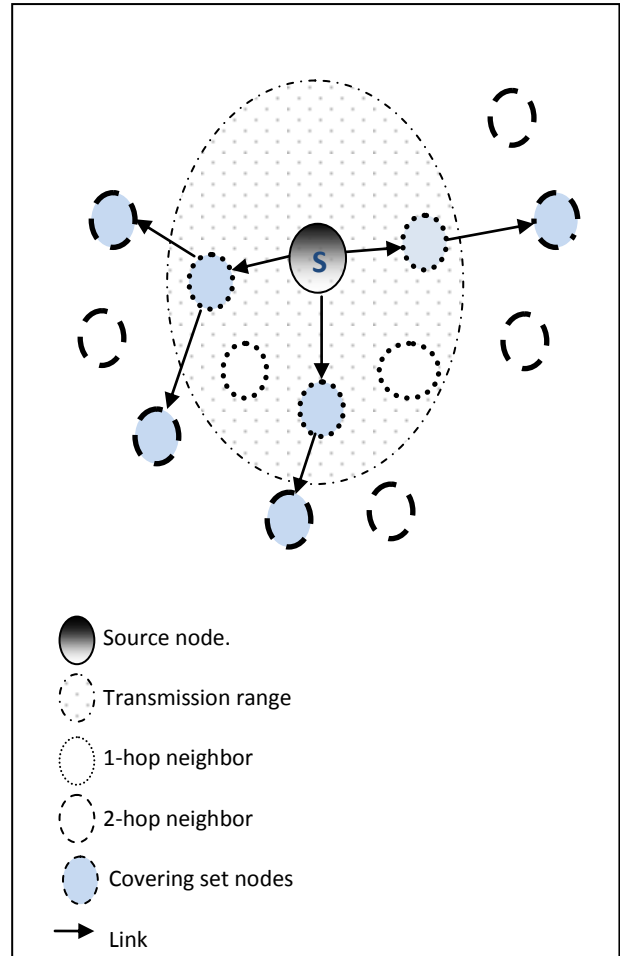 S
Source node.
Transmission range
1-hop neighbor
2-hop neighbor
Covering set nodes
Link